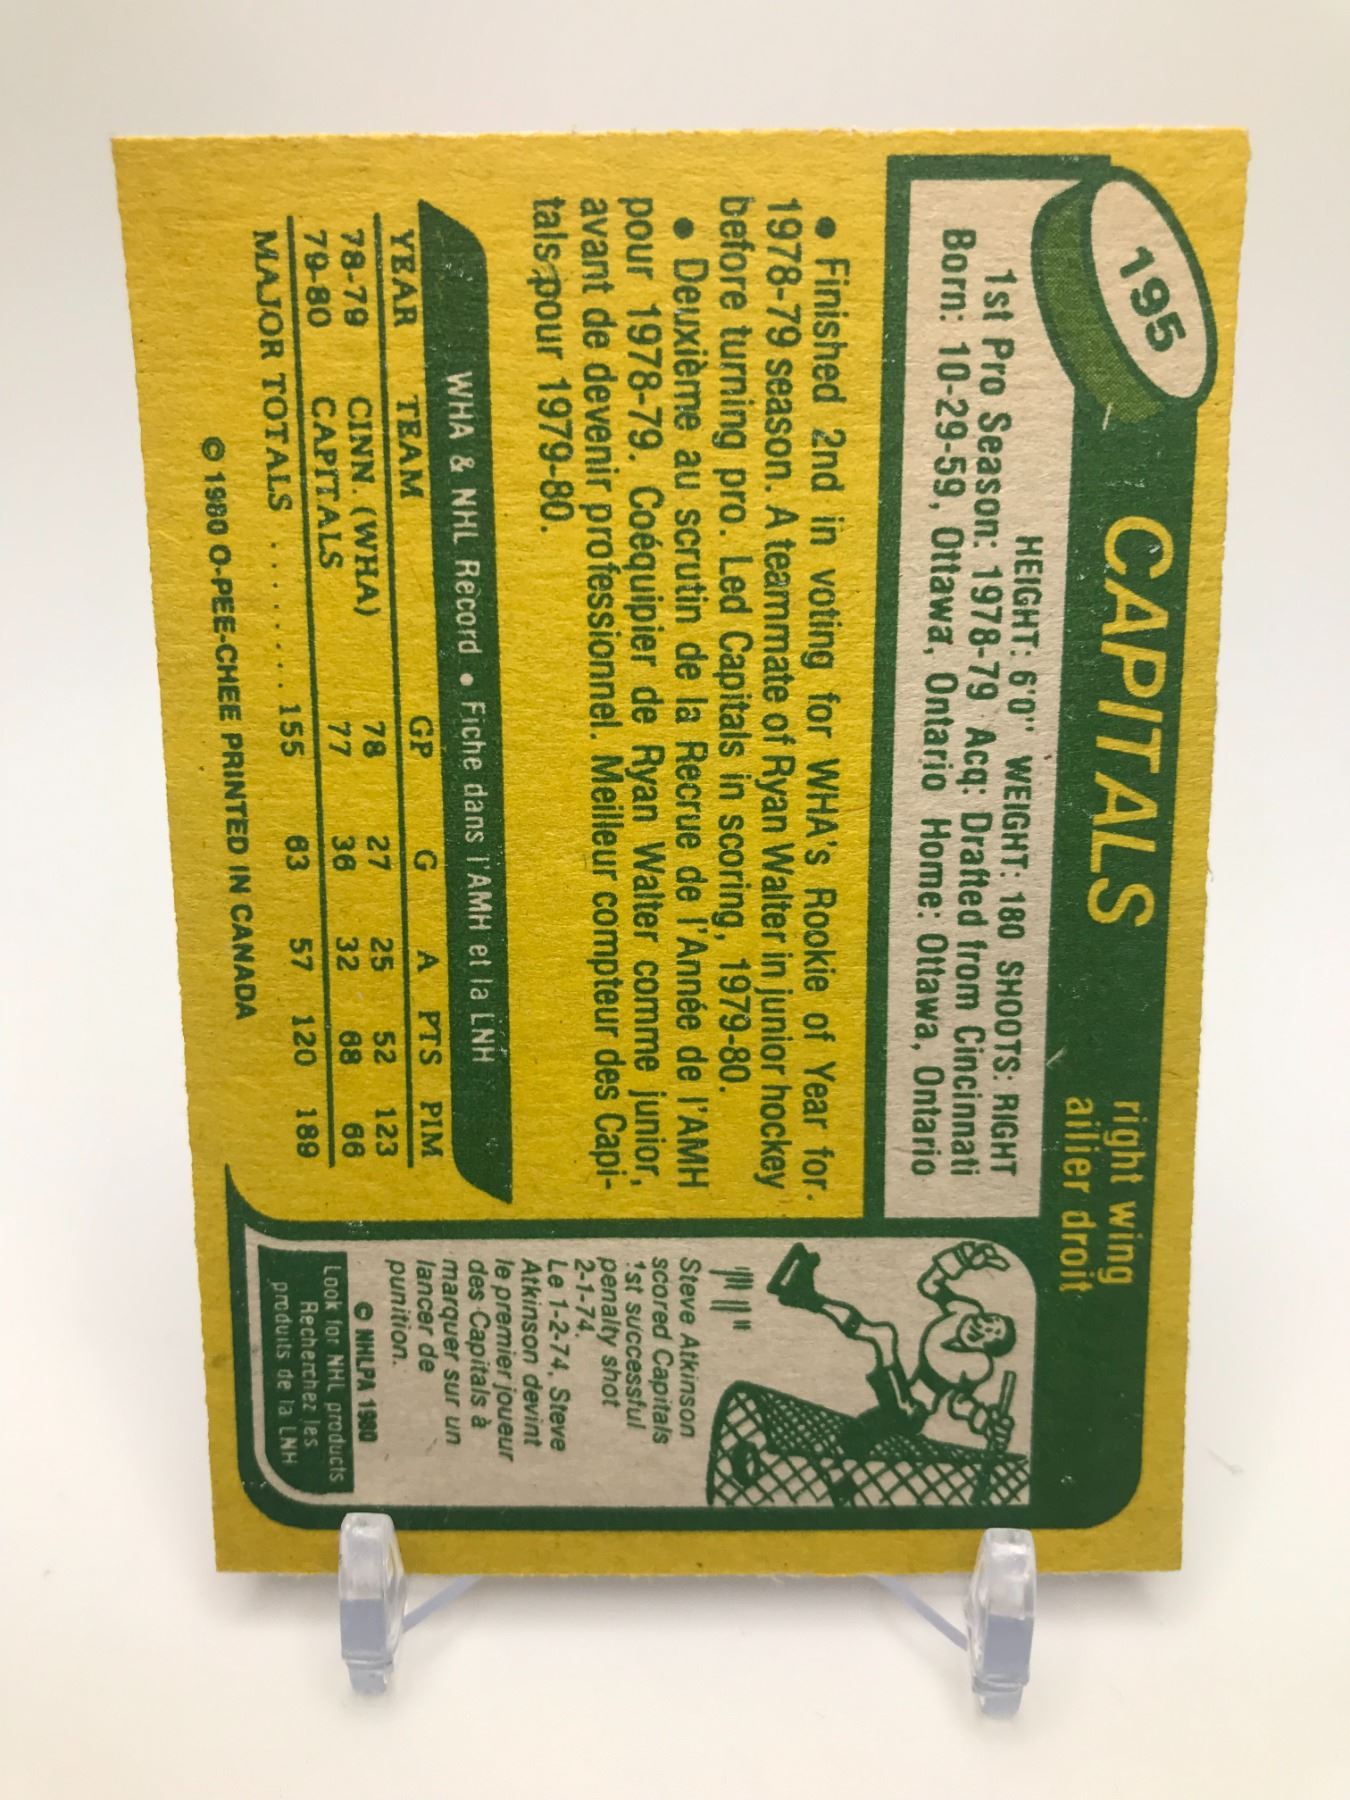 195
CAPITALS
right wing
ailier droit
HEIGHT: 6'0" WEIGHT: 180 SHOOTS: RIGHT
1st Pro Season: 1978-79 Acq: Drafted from Cincinnati
Born: 10-29-59, Ottawa, Ontario Home: Ottawa, Ontario
• Finished 2nd in voting for WHA's Rookie of Year for
1978-79 season. A teammate of Ryan Walter in junior hockey
before turning pro. Led Capitals in scoring, 1979-80.
• Deuxième au scrutin de la Recrue de l'Année de l'AMH
pour 1978-79. Coéquipier de Ryan Walter comme junior,
avant de devenir professionnel. Meilleur compteur des Capi-
tals pour 1979-80.
WHA & NHL Record • Fiche dans l'AMH et la LNH
YEAR TEAM GP G A PTS PIM
78-79 CINN. (WHA) 78 27 25 52 123
79-80 CAPITALS 77 36 32 68 66
MAJOR TOTALS ........ 155 63 57 120 189
© 1980 O-PEE-CHEE PRINTED IN CANADA
Steve Atkinson
scored Capitals
1st successful
penalty shot
2-1-74.
Le 1-2-74, Steve
Atkinson devint
le premier joueur
des Capitals à
marquer sur un
lancer de
punition.
© NHLPA 1980
Look for NHL products
Recherchez les
produits de la LNH